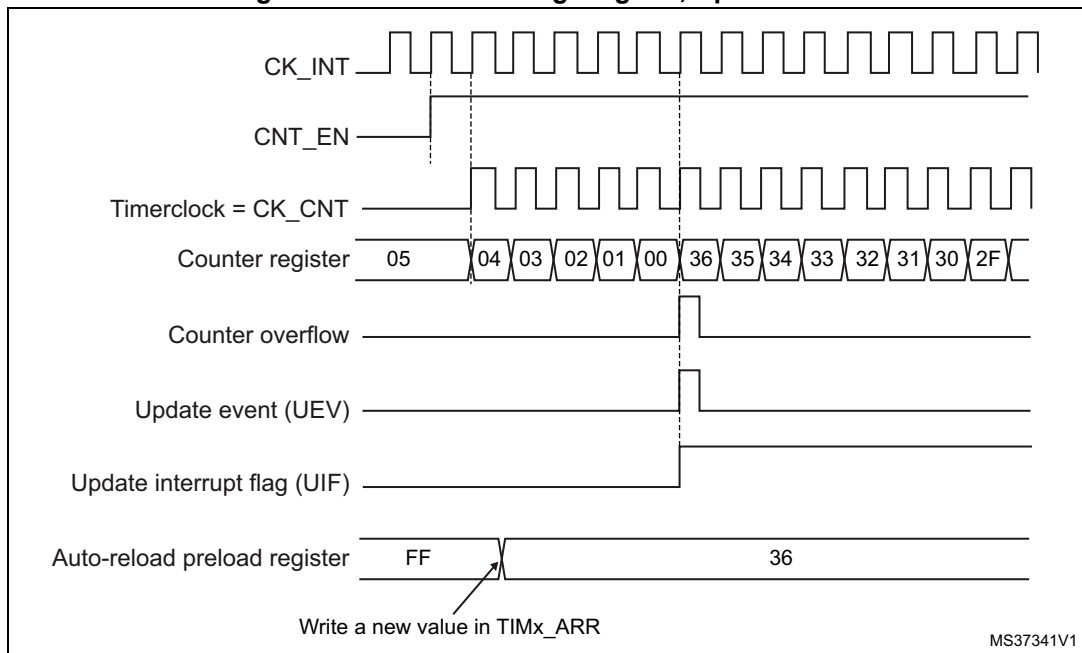 CK_INT
CNT_EN
Timerclock = CK_CNT
Counter register 05 04 03 02 01 00 36 35 34 33 32 31 30 2F
Counter overflow
Update event (UEV)
Update interrupt flag (UIF)
Auto-reload preload register FF 36
Write a new value in TIMx_ARR
MS37341V1